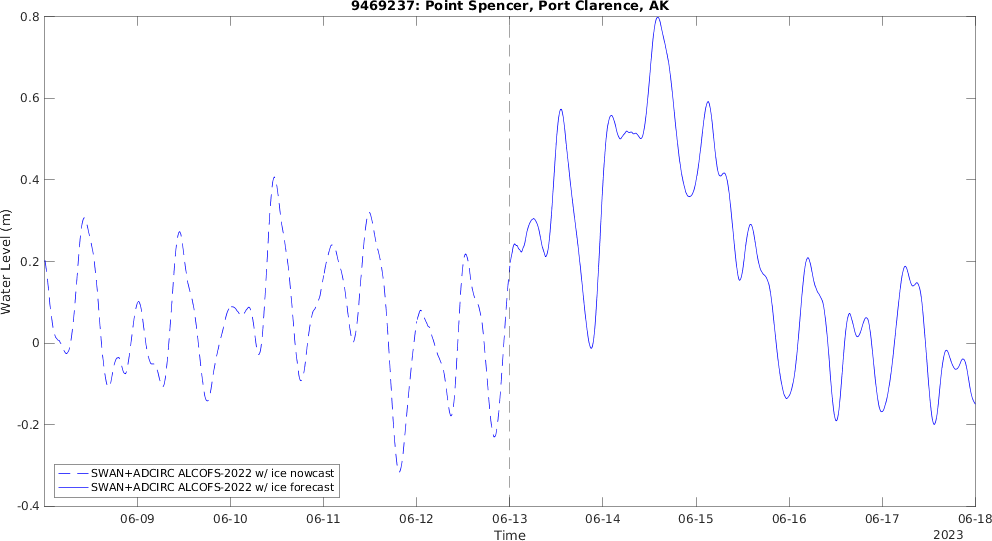 9469237: Point Spencer, Port Clarence, AK
0.8
0.6
0.4
0.2
0
-0.2
-0.4
Water Level (m)
SWAN+ADCIRC ALCOFS-2022 w/ ice nowcast
SWAN+ADCIRC ALCOFS-2022 w/ ice forecast
06-09 06-10 06-11 06-12 06-13 06-14 06-15 06-16 06-17 06-18
Time
2023